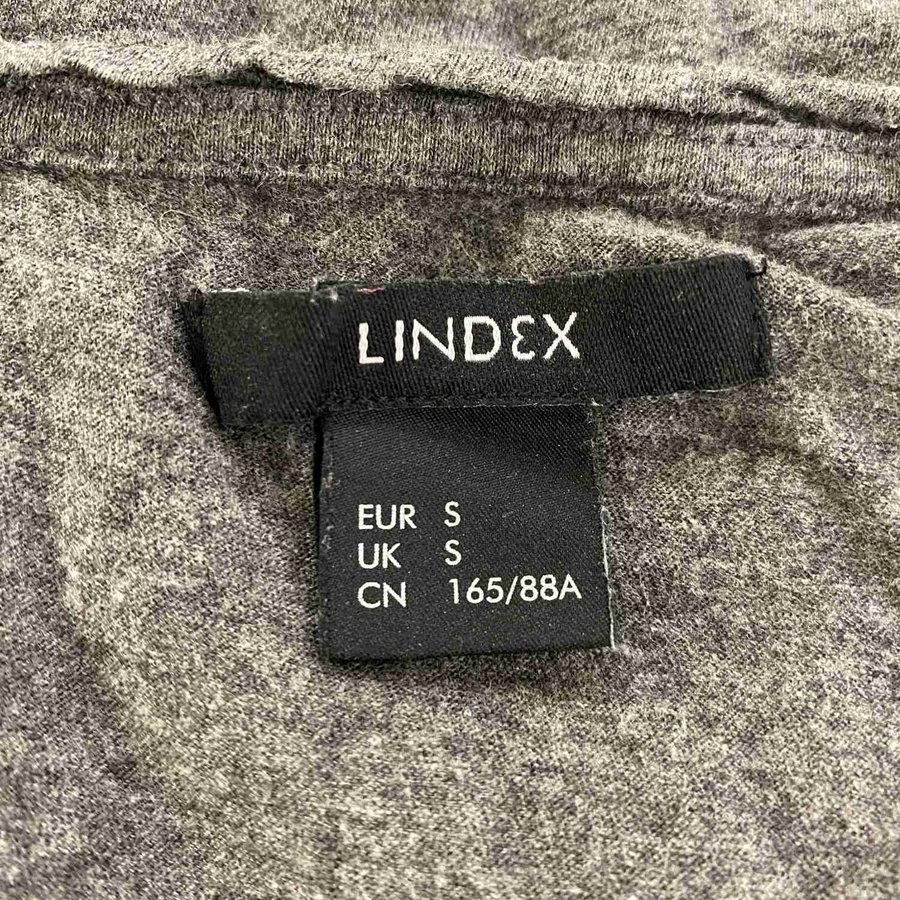 LINDEX
EUR S
UK S
CN 165/88A